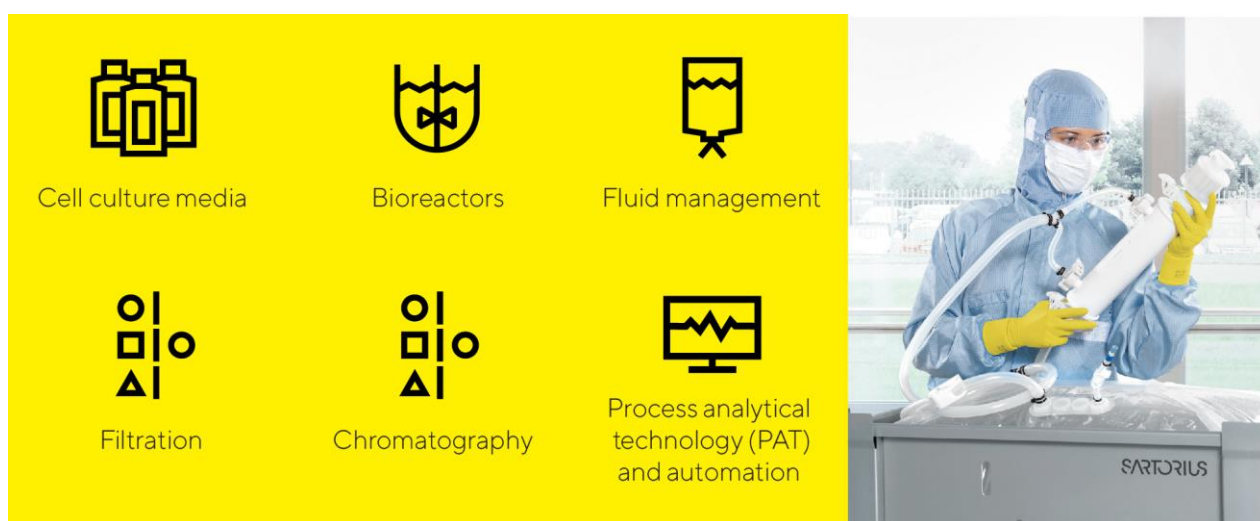 Cell culture media
Bioreactors
Fluid management
Filtration
Chromatography
Process analytical
technology (PAT)
and automation
SARTORIUS